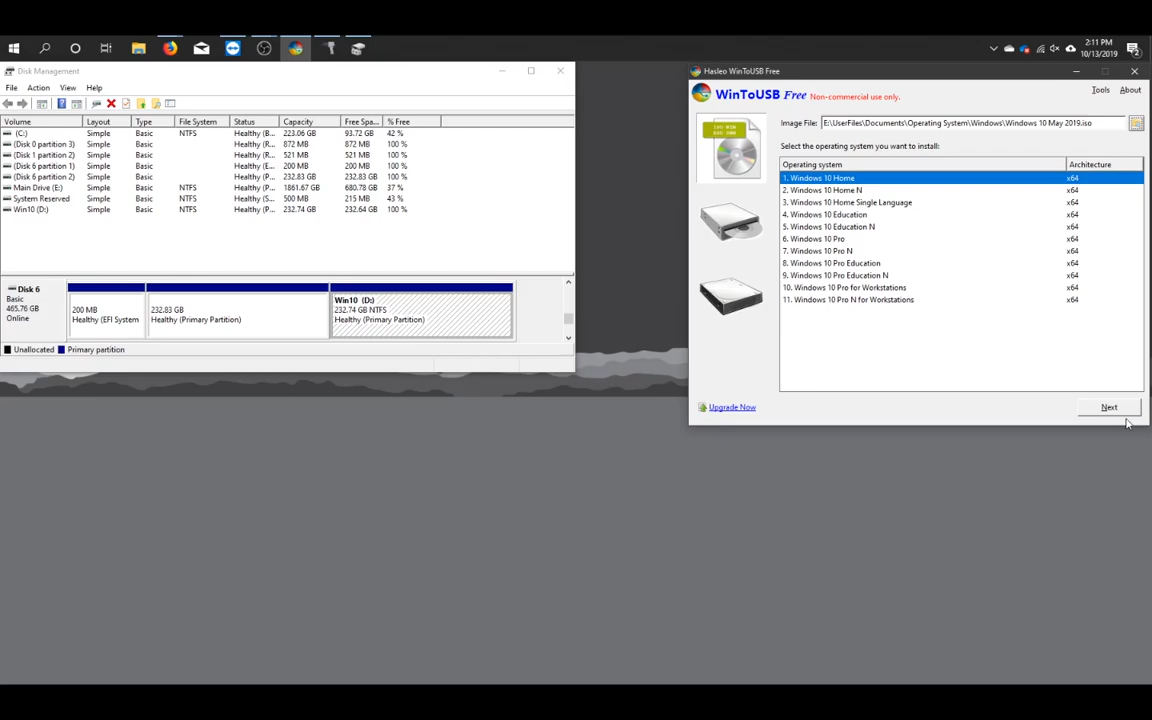 2:11 PM
10/13/2019
2
Disk Management
File Action View Help
Volume Layout Type File System Status Capacity Free Spa... % Free
(C:) Simple Basic NTFS Healthy (B... 223.06 GB 93.72 GB 42 %
(Disk 0 partition 3) Simple Basic Healthy (R... 872 MB 872 MB 100 %
(Disk 1 partition 2) Simple Basic Healthy (R... 521 MB 521 MB 100 %
(Disk 6 partition 1) Simple Basic Healthy (E... 200 MB 200 MB 100 %
(Disk 6 partition 2) Simple Basic Healthy (P... 232.83 GB 232.83 GB 100 %
Main Drive (E:) Simple Basic NTFS Healthy (P... 1861.67 GB 680.78 GB 37 %
System Reserved Simple Basic NTFS Healthy (S... 500 MB 215 MB 43 %
Win10 (D:) Simple Basic NTFS Healthy (P... 232.74 GB 232.64 GB 100 %
Disk 6
Basic
465.76 GB
Online
200 MB
Healthy (EFI System
232.83 GB
Healthy (Primary Partition)
Win10 (D:)
232.74 GB NTFS
Healthy (Primary Partition)
Unallocated Primary partition
Hasleo WinToUSB Free
WinToUSB Free Non-commercial use only.
Tools About
Image File: E:\UserFiles\Documents\Operating System\Windows\Windows 10 May 2019.iso
Select the operating system you want to install:
Operating system Architecture
1. Windows 10 Home x64
2. Windows 10 Home N x64
3. Windows 10 Home Single Language x64
4. Windows 10 Education x64
5. Windows 10 Education N x64
6. Windows 10 Pro x64
7. Windows 10 Pro N x64
8. Windows 10 Pro Education x64
9. Windows 10 Pro Education N x64
10. Windows 10 Pro for Workstations x64
11. Windows 10 Pro N for Workstations x64
Upgrade Now
Next